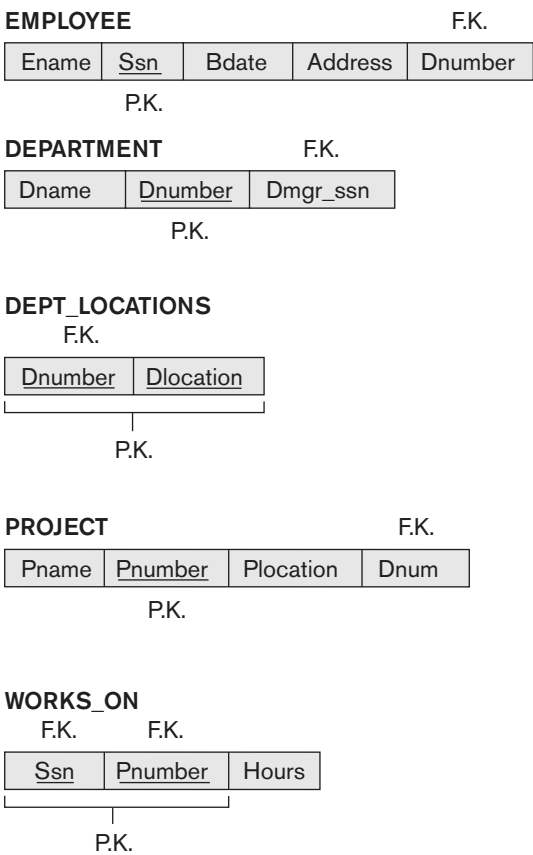 EMPLOYEE F.K.
Ename Ssn Bdate Address Dnumber
P.K.
DEPARTMENT F.K.
Dname Dnumber Dmgr_ssn
P.K.
DEPT_LOCATIONS
F.K.
Dnumber Dlocation
P.K.
PROJECT F.K.
Pname Pnumber Plocation Dnum
P.K.
WORKS_ON
F.K. F.K.
Ssn Pnumber Hours
P.K.